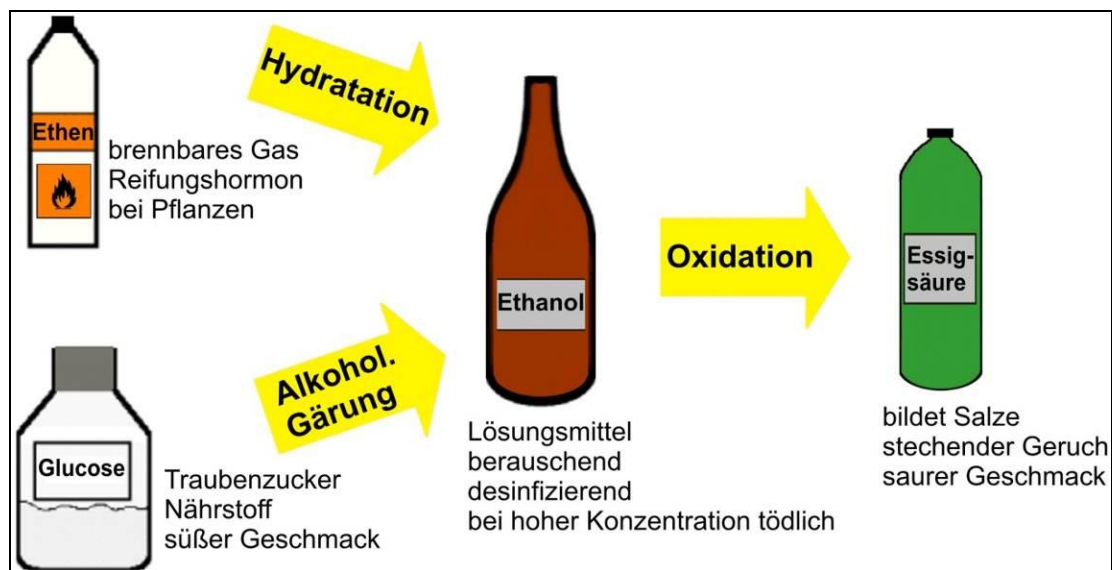 Ethen
brennbares Gas
Reifungshormon
bei Pflanzen
Hydratation
Glucose
Traubenzucker
Nährstoff
süßer Geschmack
Alkohol.
Gärung
Ethanol
Lösungsmittel
berauschend
desinfizierend
bei hoher Konzentration tödlich
Oxidation
Essig-
säure
bildet Salze
stechender Geruch
saurer Geschmack